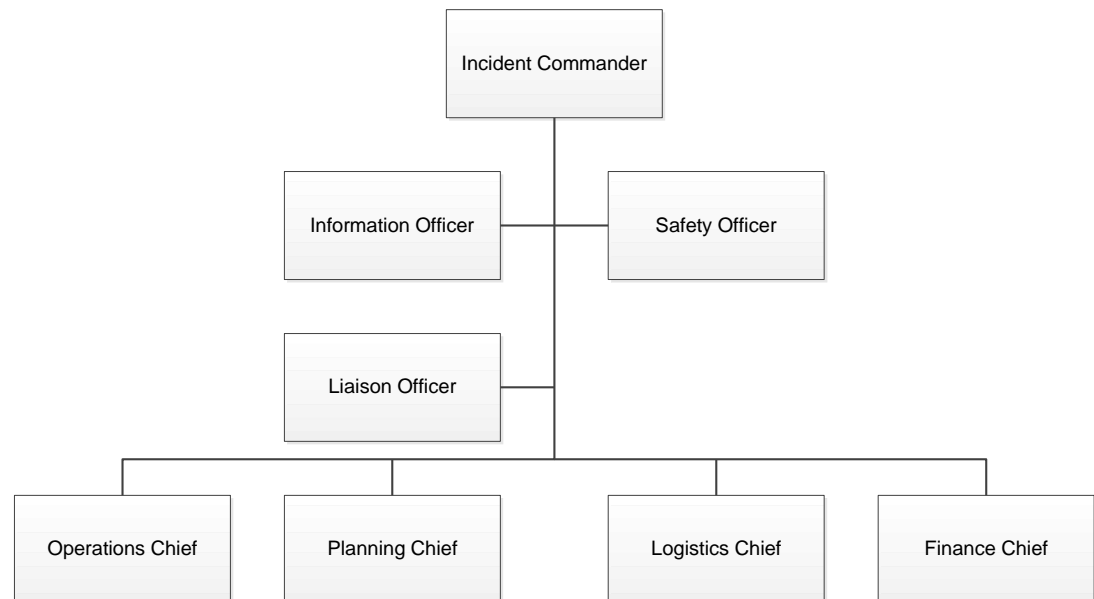 Incident Commander
Information Officer
Safety Officer
Liaison Officer
Operations Chief
Planning Chief
Logistics Chief
Finance Chief